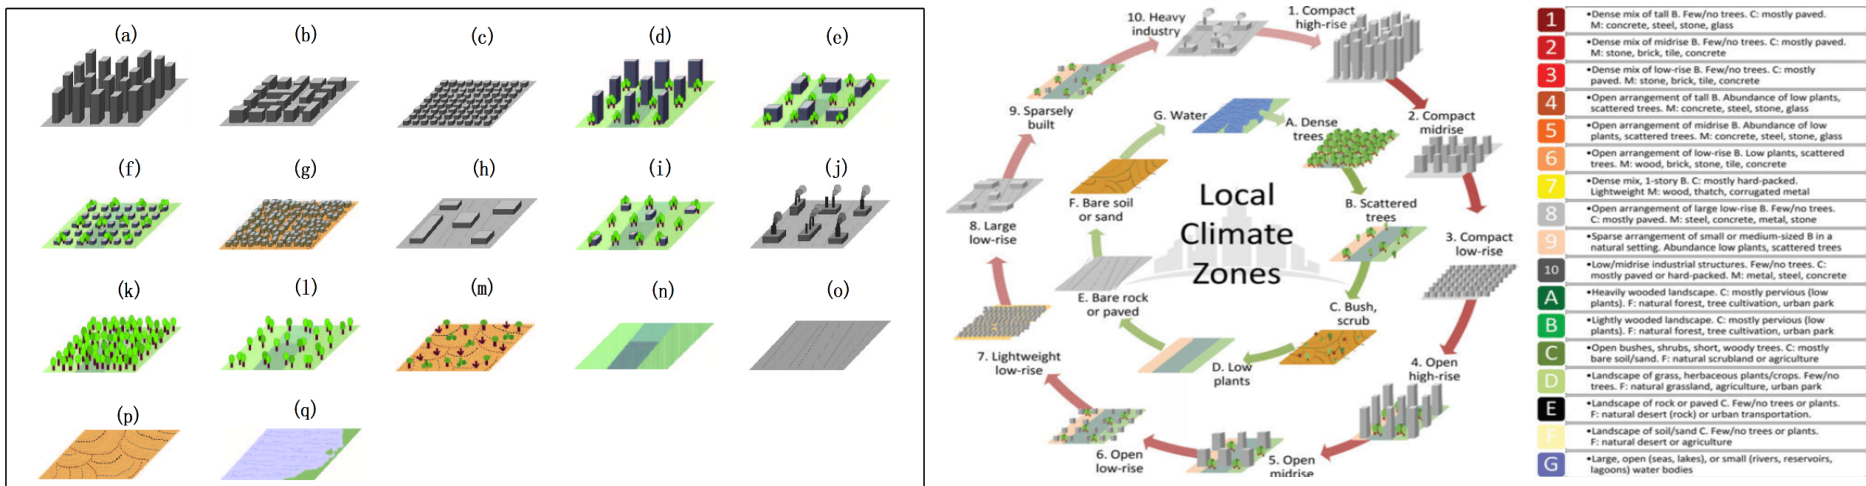 (a)
(b)
(c)
(d)
(e)
(f)
(g)
(h)
(i)
(j)
(k)
(l)
(m)
(n)
(o)
(p)
(q)
Local
Climate
Zones
1. Compact
high-rise
2. Compact
midrise
3. Compact
low-rise
4. Open
high-rise
5. Open
midrise
6. Open
low-rise
7. Lightweight
low-rise
8. Large
low-rise
9. Sparsely
built
10. Heavy
industry
A. Dense
trees
B. Scattered
trees
C. Bush,
scrub
D. Low
plants
E. Bare rock
or paved
F. Bare soil
or sand
G. Water
1
•Dense mix of tall B. Few/no trees. C: mostly paved.
M: concrete, steel, stone, glass
2
•Dense mix of midrise B. Few/no trees. C: mostly paved.
M: stone, brick, tile, concrete
3
•Dense mix of low-rise B. Few/no trees. C: mostly
paved. M: stone, brick, tile, concrete
4
•Open arrangement of tall B. Abundance of low plants,
scattered trees. M: concrete, steel, stone, glass
5
•Open arrangement of midrise B. Abundance of low
plants, scattered trees. M: concrete, steel, stone, glass
6
•Open arrangement of low-rise B. Low plants, scattered
trees. M: wood, brick, stone, tile, concrete
7
•Dense mix, 1-story B. C: mostly hard-packed.
Lightweight M: wood, thatch, corrugated metal
8
•Open arrangement of large low-rise B. Few/no trees.
C: mostly paved. M: steel, concrete, metal, stone
9
•Sparse arrangement of small or medium-sized B in a
natural setting. Abundance low plants, scattered trees
10
•Low/midrise industrial structures. Few/no trees. C:
mostly paved or hard-packed. M: metal, steel, concrete
A
•Heavily wooded landscape. C: mostly pervious (low
plants). F: natural forest, tree cultivation, urban park
B
•Lightly wooded landscape. C: mostly pervious (low
plants). F: natural forest, tree cultivation, urban park
C
•Open bushes, shrubs, short, woody trees. C: mostly
bare soil/sand. F: natural scrubland or agriculture
D
•Landscape of grass, herbaceous plants/crops. Few/no
trees. F: natural grassland, agriculture, urban park
E
•Landscape of rock or paved C. Few/no trees or plants.
F: natural desert (rock) or urban transportation.
F
•Landscape of soil/sand C. Few/no trees or plants.
F: natural desert or agriculture
G
•Large, open (seas, lakes), or small (rivers, reservoirs,
lagoons) water bodies